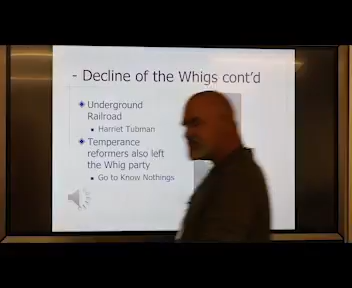 - Decline of the Whigs cont'd
Underground
Railroad
Harriet Tubman
Temperance
reformers also left
the Whig party
Go to Know Nothings